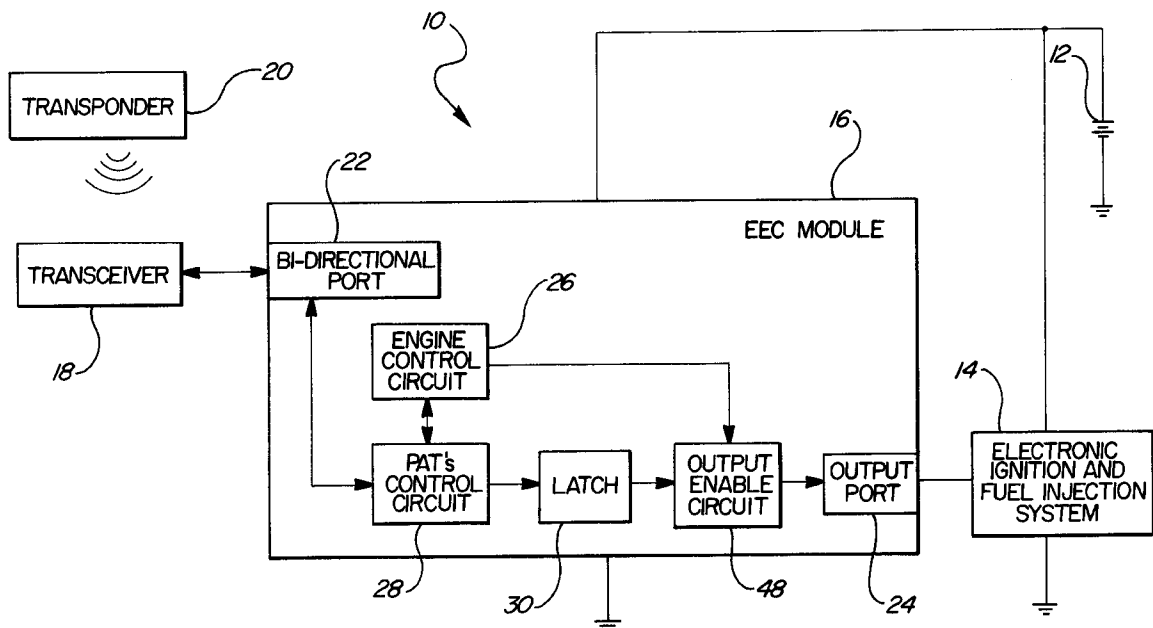 10
20
TRANSPONDER
12
16
22
EEC MODULE
BI-DIRECTIONAL
PORT
TRANSCEIVER
18
26
ENGINE
CONTROL
CIRCUIT
14
PAT's
CONTROL
CIRCUIT
LATCH
OUTPUT
ENABLE
CIRCUIT
OUTPUT
PORT
ELECTRONIC
IGNITION AND
FUEL INJECTION
SYSTEM
28
30
48
24